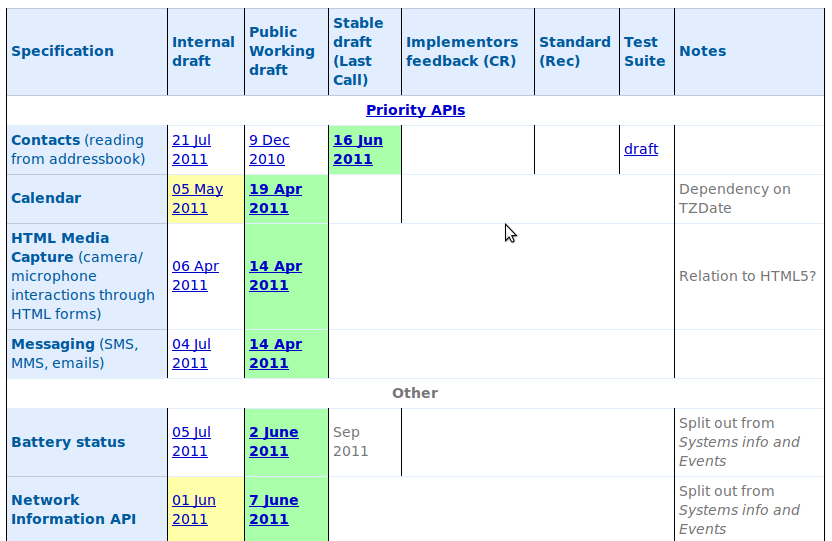 Specification
Internal
draft
Public
Working
draft
Stable
draft
(Last
Call)
Implementors
feedback (CR)
Standard
(Rec)
Test
Suite
Notes
Priority APIs
Contacts (reading
from addressbook)
21 Jul
2011
9 Dec
2010
16 Jun
2011
draft
Calendar
05 May
2011
19 Apr
2011
Dependency on
TZDate
HTML Media
Capture (camera/
microphone
interactions through
HTML forms)
06 Apr
2011
14 Apr
2011
Relation to HTML5?
Messaging (SMS,
MMS, emails)
04 Jul
2011
14 Apr
2011
Other
Battery status
05 Jul
2011
2 June
2011
Sep
2011
Split out from
Systems info and
Events
Network
Information API
01 Jun
2011
7 June
2011
Split out from
Systems info and
Events